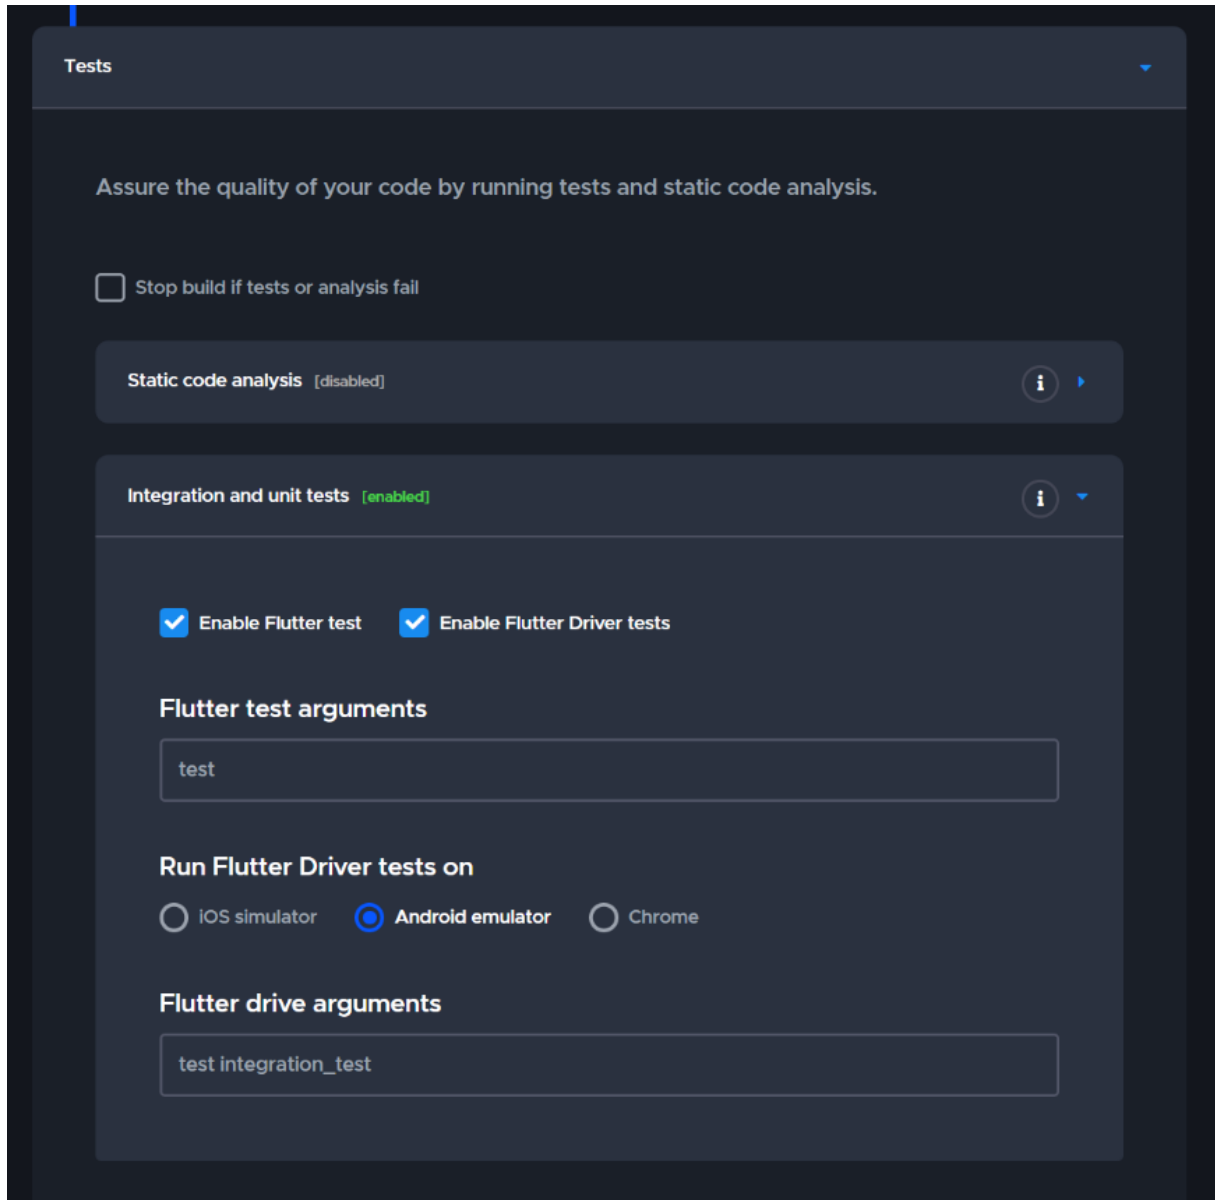 Tests
Assure the quality of your code by running tests and static code analysis.
Stop build if tests or analysis fail
Static code analysis [disabled]
Integration and unit tests [enabled]
Enable Flutter test Enable Flutter Driver tests
Flutter test arguments
test
Run Flutter Driver tests on
iOS simulator Android emulator Chrome
Flutter drive arguments
test integration_test